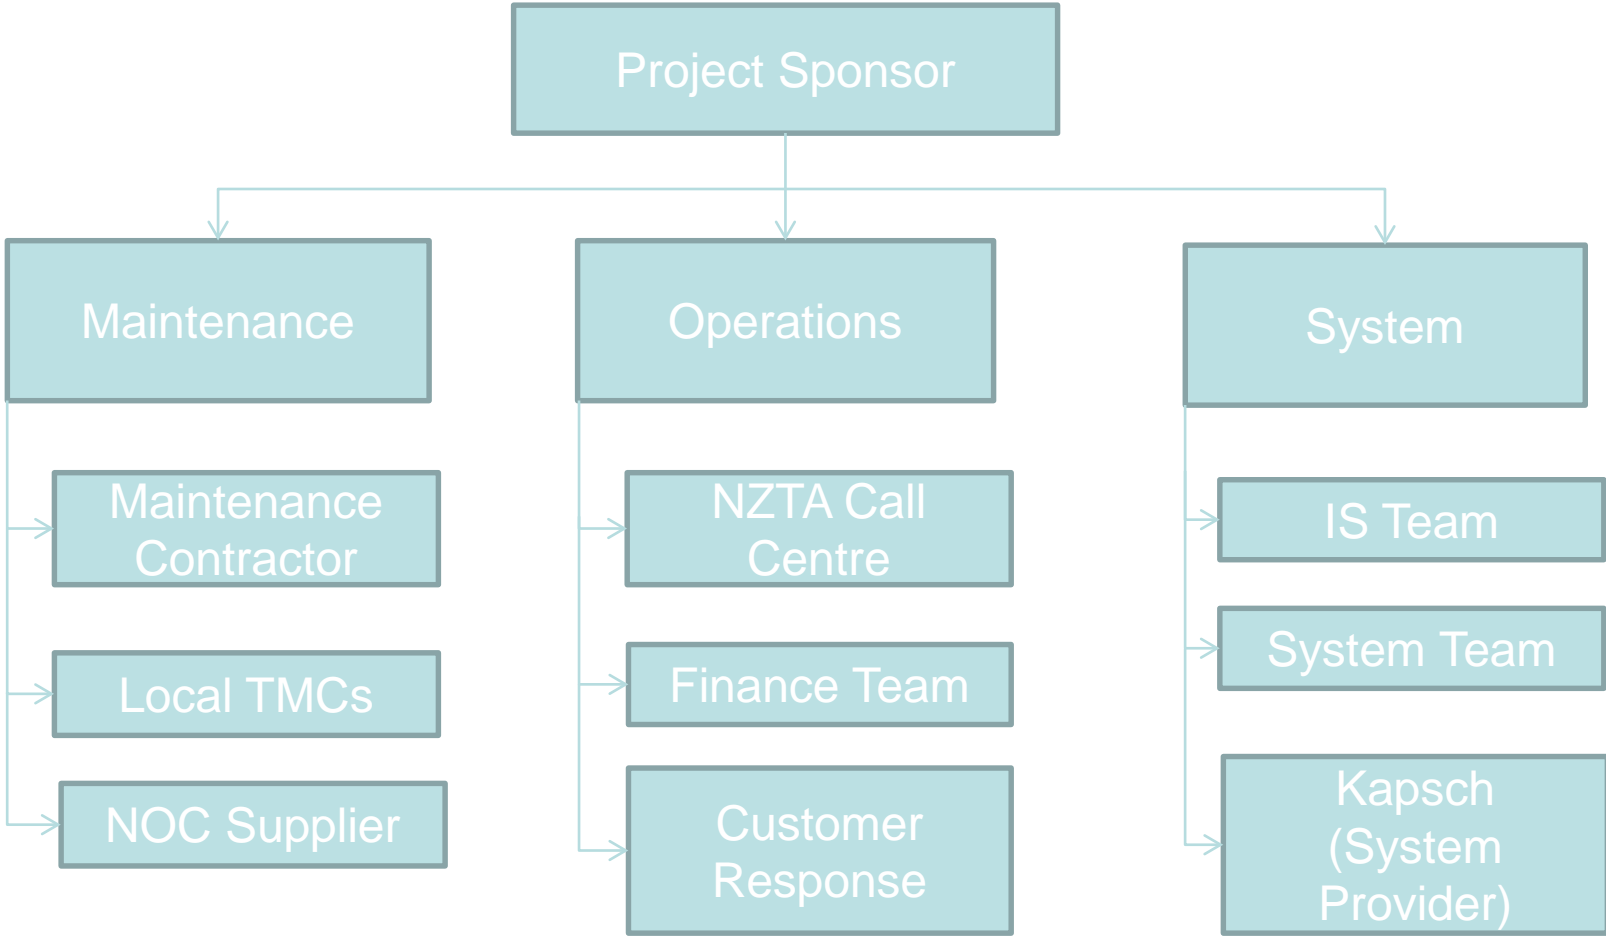 Project Sponsor
Maintenance
Operations
System
Maintenance
Contractor
Local TMCs
NOC Supplier
NZTA Call
Centre
Finance Team
Customer
Response
IS Team
System Team
Kapsch
(System
Provider)